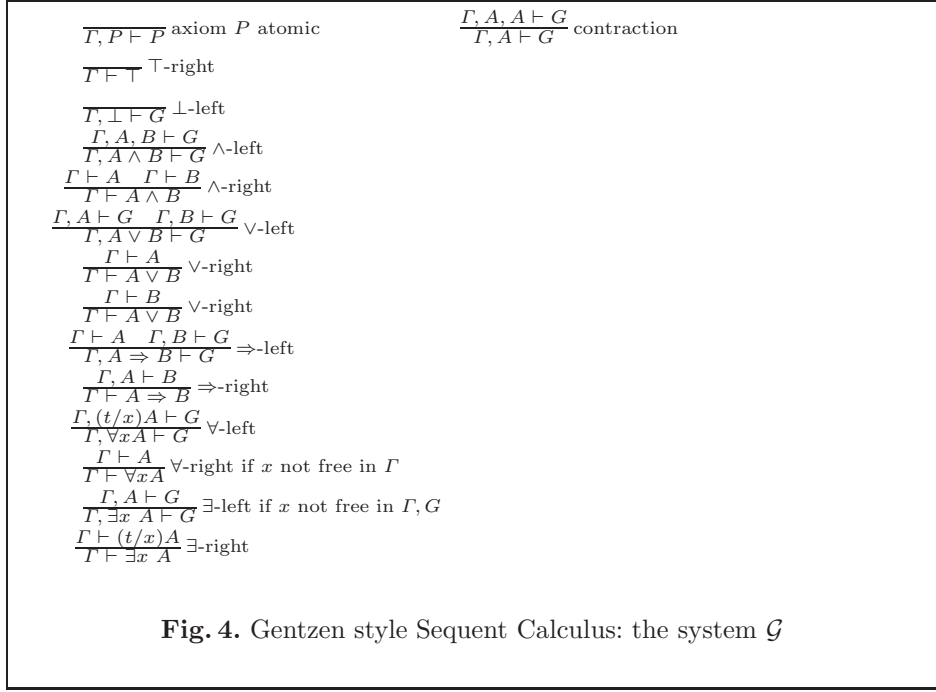 Γ, P ⊢ P axiom P atomic
Γ, A, A ⊢ G
Γ, A ⊢ G contraction
Γ ⊢ ⊤ ⊤-right
Γ, ⊥ ⊢ G ⊥-left
Γ, A, B ⊢ G
Γ, A ∧ B ⊢ G ∧-left
Γ ⊢ A Γ ⊢ B
Γ ⊢ A ∧ B ∧-right
Γ, A ⊢ G Γ, B ⊢ G
Γ, A ∨ B ⊢ G ∨-left
Γ ⊢ A
Γ ⊢ A ∨ B ∨-right
Γ ⊢ B
Γ ⊢ A ∨ B ∨-right
Γ ⊢ A Γ, B ⊢ G
Γ, A ⇒ B ⊢ G ⇒-left
Γ, A ⊢ B
Γ ⊢ A ⇒ B ⇒-right
Γ, (t/x)A ⊢ G
Γ, ∀xA ⊢ G ∀-left
Γ ⊢ A
Γ ⊢ ∀xA ∀-right if x not free in Γ
Γ, A ⊢ G
Γ, ∃x A ⊢ G ∃-left if x not free in Γ, G
Γ ⊢ (t/x)A
Γ ⊢ ∃x A ∃-right
Fig. 4. Gentzen style Sequent Calculus: the system 𝒢